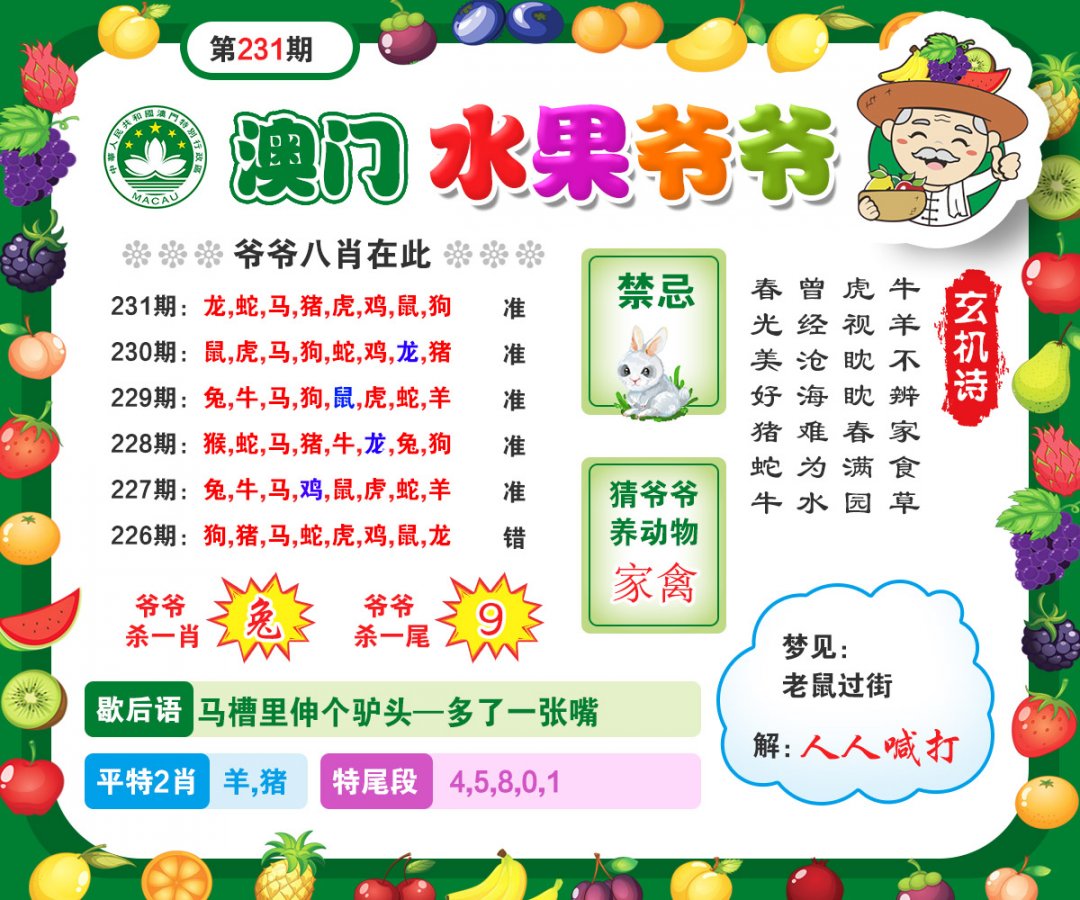 第231期
中華人民共和國澳門特別行政區
MACAU
澳门 水果爷爷
爷爷八肖在此
231期：龙,蛇,马,猪,虎,鸡,鼠,狗 准
230期：鼠,虎,马,狗,蛇,鸡,龙,猪 准
229期：兔,牛,马,狗,鼠,虎,蛇,羊 准
228期：猴,蛇,马,猪,牛,龙,兔,狗 准
227期：兔,牛,马,鸡,鼠,虎,蛇,羊 准
226期：狗,猪,马,蛇,虎,鸡,鼠,龙 错
爷爷
杀一肖
兔
爷爷
杀一尾
9
禁忌
猜爷爷
养动物
家禽
玄机诗
牛羊不辨家食草
虎视眈眈春满园
曾经沧海难为水
春光美好猪蛇牛
梦见：
老鼠过街
解：人人喊打
歇后语 马槽里伸个驴头—多了一张嘴
平特2肖 羊,猪
特尾段 4,5,8,0,1